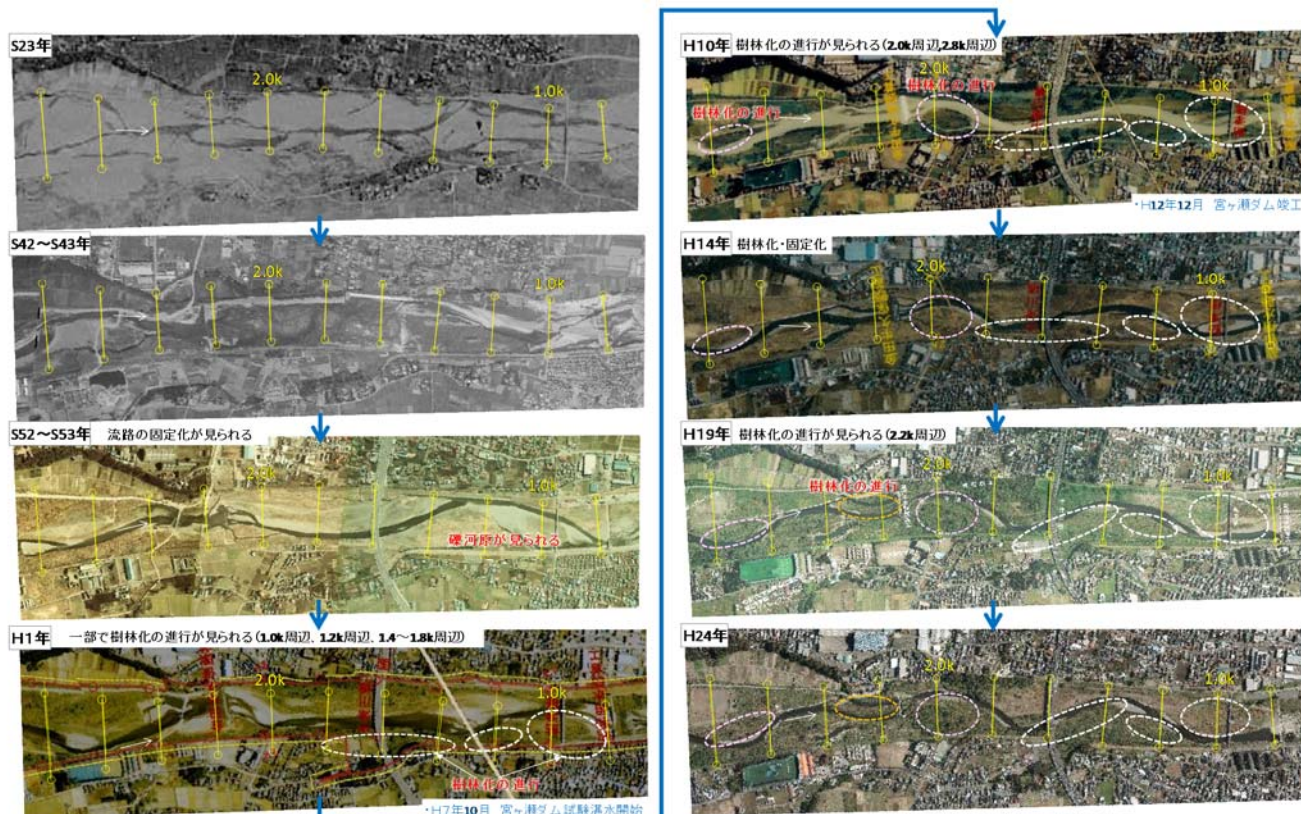 S23年
2.0k
1.0k
S42～S43年
2.0k
1.0k
S52～S53年 流路の固定化が見られる
2.0k
1.0k
礫河原が見られる
H1年 一部で樹林化の進行が見られる(1.0k周辺、1.2k周辺、1.4～1.8k周辺)
2.0k
1.0k
樹林化の進行
・H7年10月 宮ヶ瀬ダム試験湛水開始
H10年 樹林化の進行が見られる(2.0k周辺,2.8k周辺)
2.0k
樹林化の進行
樹林化の進行
1.0k
・H12年12月 宮ヶ瀬ダム竣工
H14年 樹林化・固定化
2.0k
1.0k
H19年 樹林化の進行が見られる(2.2k周辺)
2.0k
1.0k
樹林化の進行
H24年
2.0k
1.0k